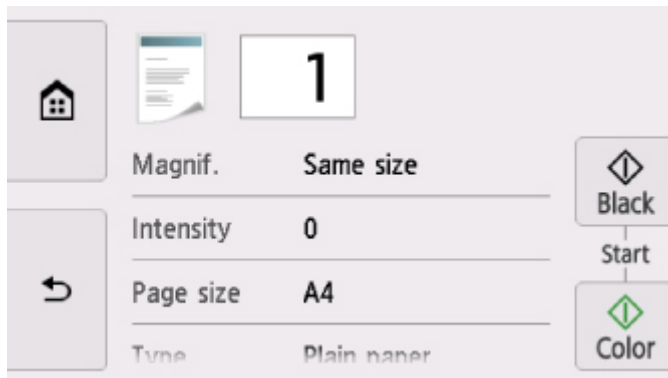 1
Magnif. Same size
Black
Intensity 0
Start
Page size A4
Type Plain paper
Color